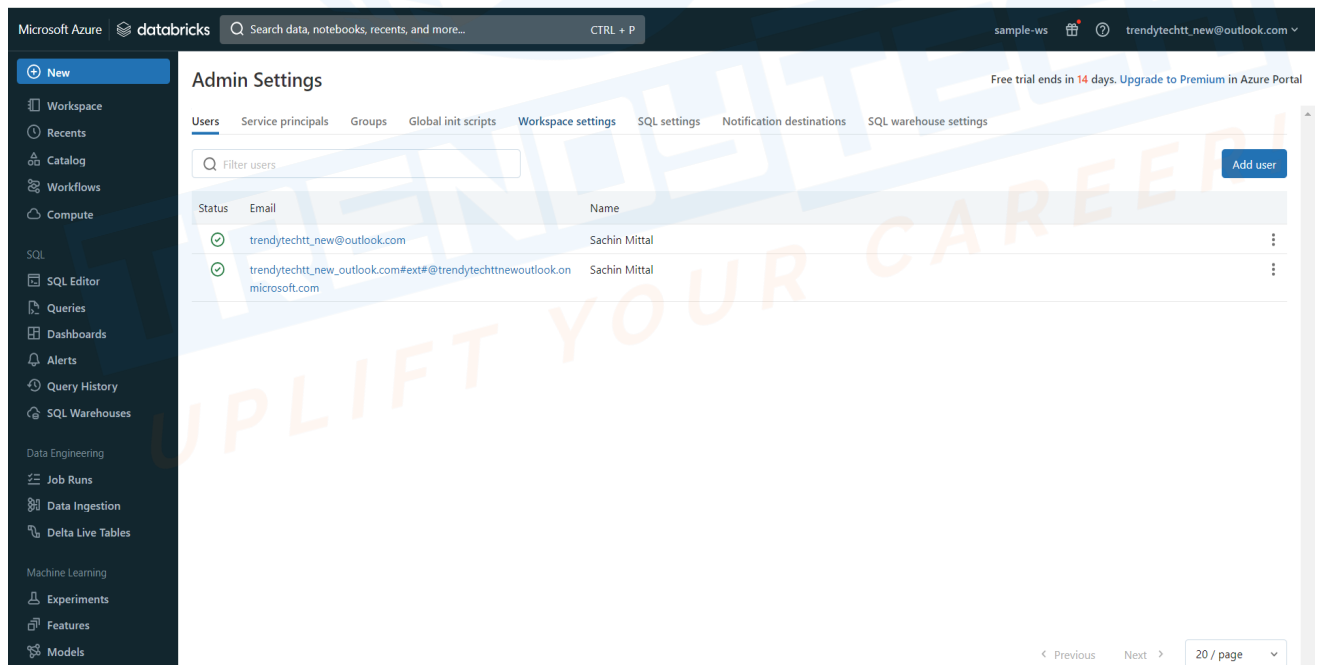 Microsoft Azure databricks Search data, notebooks, recents, and more... CTRL + P sample-ws trendytechtt_new@outlook.com
New
Workspace
Recents
Catalog
Workflows
Compute
SQL
SQL Editor
Queries
Dashboards
Alerts
Query History
SQL Warehouses
Data Engineering
Job Runs
Data Ingestion
Delta Live Tables
Machine Learning
Experiments
Features
Models
Admin Settings
Free trial ends in 14 days. Upgrade to Premium in Azure Portal
Users Service principals Groups Global init scripts Workspace settings SQL settings Notification destinations SQL warehouse settings
Filter users
Add user
Status Email Name
trendytechtt_new@outlook.com Sachin Mittal
trendytechtt_new_outlook.com#ext#@trendytechttnewoutlook.on Sachin Mittal
microsoft.com
Previous Next 20 / page
TRENDYTECH
UPLIFT YOUR CAREER!